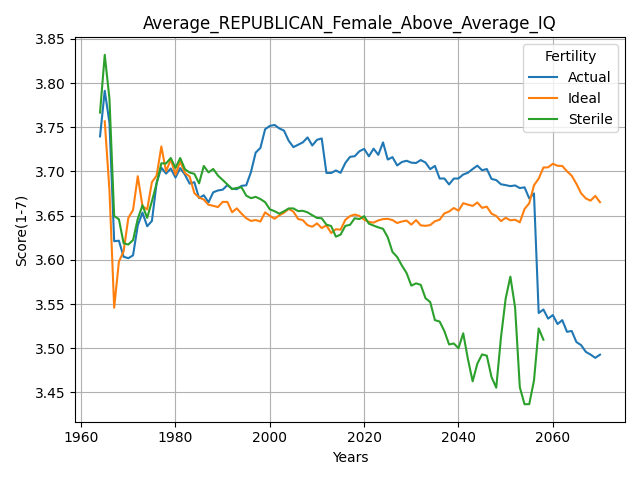 Average_REPUBLICAN_Female_Above_Average_IQ
Score(1-7)
3.85
3.80
3.75
3.70
3.65
3.60
3.55
3.50
3.45
Fertility
Actual
Ideal
Sterile
1960
1980
2000
2020
2040
2060
Years